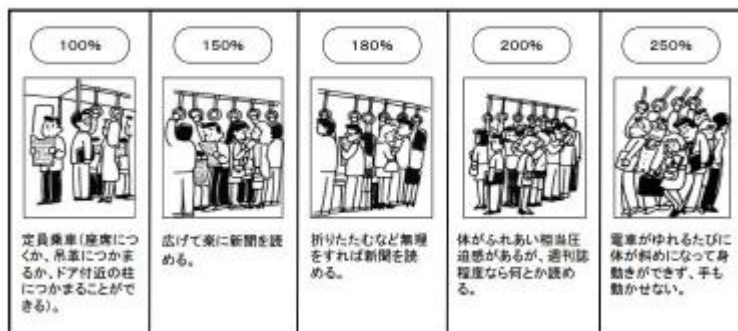 100%
定員乗車(座席につ
くか、吊革につかま
るか、ドア付近の柱
につかまることがで
きる)。
150%
広げて楽に新聞を読
める。
180%
折りたたむなど無理
をすれば新聞を読
める。
200%
体がふれあい相当圧
迫感があるが、週刊誌
程度なら何とか読め
る。
250%
電車がゆれるたびに
体が斜めになって身
動きができず、手も
動かせない。